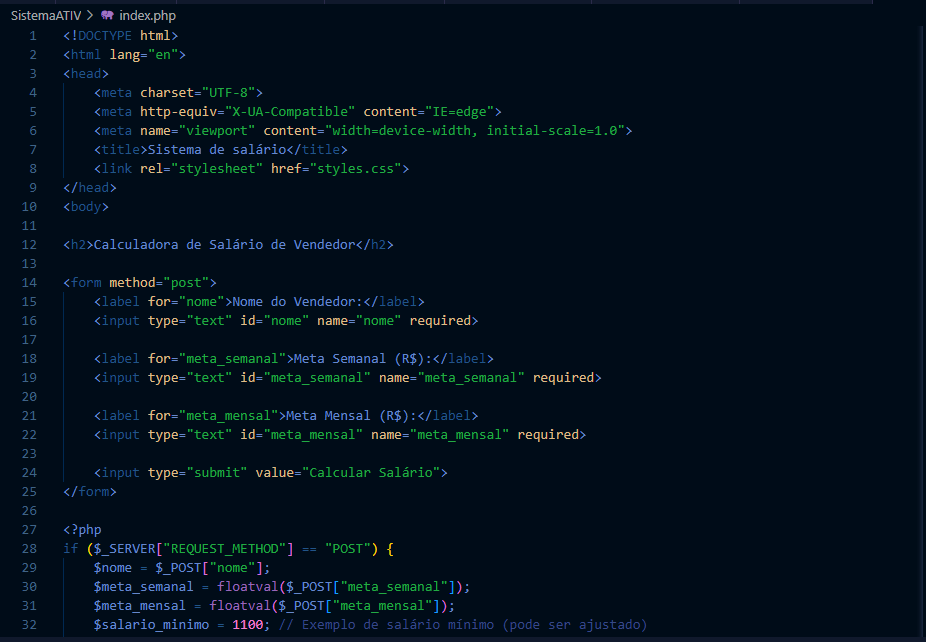 SistemaATIV > index.php
1 <!DOCTYPE html>
2 <html lang="en">
3 <head>
4     <meta charset="UTF-8">
5     <meta http-equiv="X-UA-Compatible" content="IE=edge">
6     <meta name="viewport" content="width=device-width, initial-scale=1.0">
7     <title>Sistema de salário</title>
8     <link rel="stylesheet" href="styles.css">
9 </head>
10 <body>
11
12 <h2>Calculadora de Salário de Vendedor</h2>
13
14 <form method="post">
15     <label for="nome">Nome do Vendedor:</label>
16     <input type="text" id="nome" name="nome" required>
17
18     <label for="meta_semanal">Meta Semanal (R$):</label>
19     <input type="text" id="meta_semanal" name="meta_semanal" required>
20
21     <label for="meta_mensal">Meta Mensal (R$):</label>
22     <input type="text" id="meta_mensal" name="meta_mensal" required>
23
24     <input type="submit" value="Calcular Salário">
25 </form>
26
27 <?php
28 if ($_SERVER["REQUEST_METHOD"] == "POST") {
29     $nome = $_POST["nome"];
30     $meta_semanal = floatval($_POST["meta_semanal"]);
31     $meta_mensal = floatval($_POST["meta_mensal"]);
32     $salario_minimo = 1100; // Exemplo de salário mínimo (pode ser ajustado)